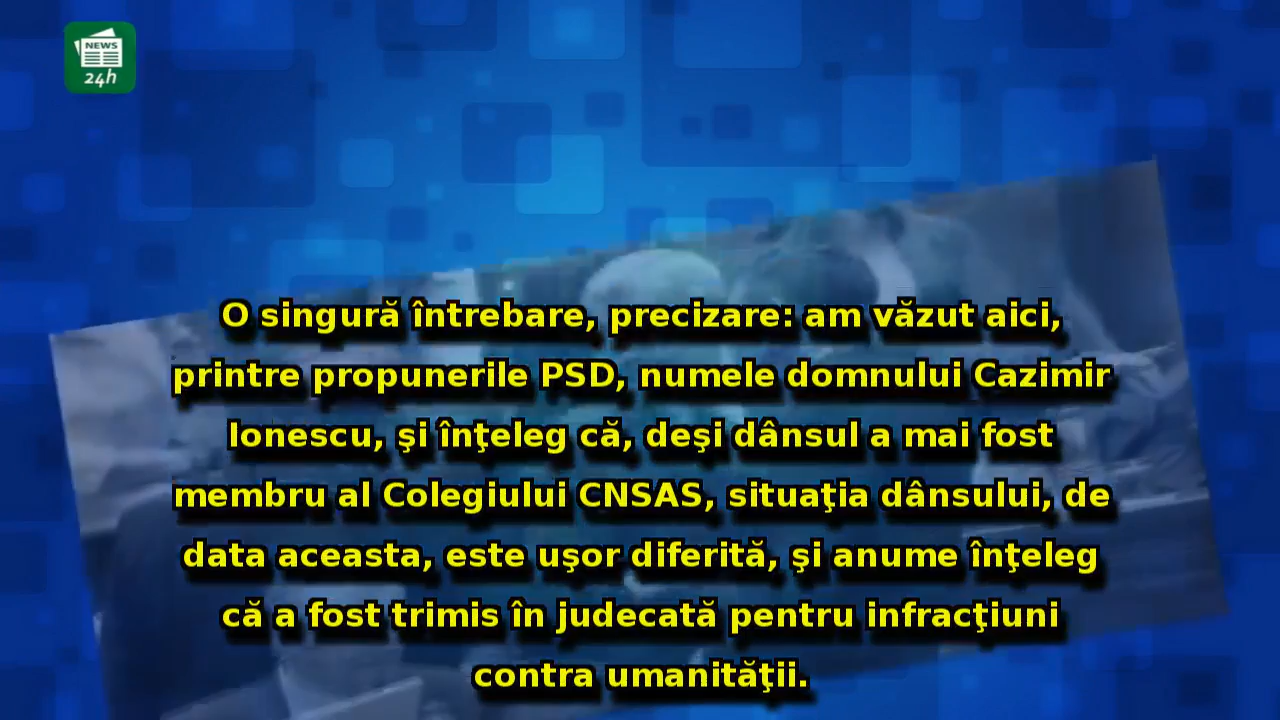 NEWS
24h
O singură întrebare, precizare: am văzut aici,
printre propunerile PSD, numele domnului Cazimir
Ionescu, şi înţeleg că, deşi dânsul a mai fost
membru al Colegiului CNSAS, situaţia dânsului, de
data aceasta, este uşor diferită, şi anume înţeleg
că a fost trimis în judecată pentru infracţiuni
contra umanităţii.